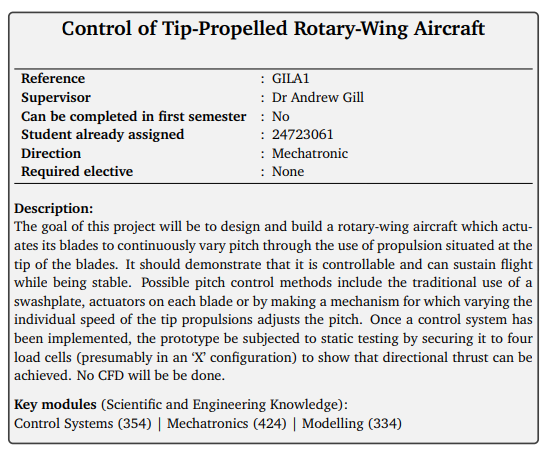 Control of Tip-Propelled Rotary-Wing Aircraft
Reference : GILA1
Supervisor : Dr Andrew Gill
Can be completed in first semester : No
Student already assigned : 24723061
Direction : Mechatronic
Required elective : None
Description:
The goal of this project will be to design and build a rotary-wing aircraft which actu-
ates its blades to continuously vary pitch through the use of propulsion situated at the
tip of the blades. It should demonstrate that it is controllable and can sustain flight
while being stable. Possible pitch control methods include the traditional use of a
swashplate, actuators on each blade or by making a mechanism for which varying the
individual speed of the tip propulsions adjusts the pitch. Once a control system has
been implemented, the prototype be subjected to static testing by securing it to four
load cells (presumably in an ‘X’ configuration) to show that directional thrust can be
achieved. No CFD will be be done.
Key modules (Scientific and Engineering Knowledge):
Control Systems (354) | Mechatronics (424) | Modelling (334)